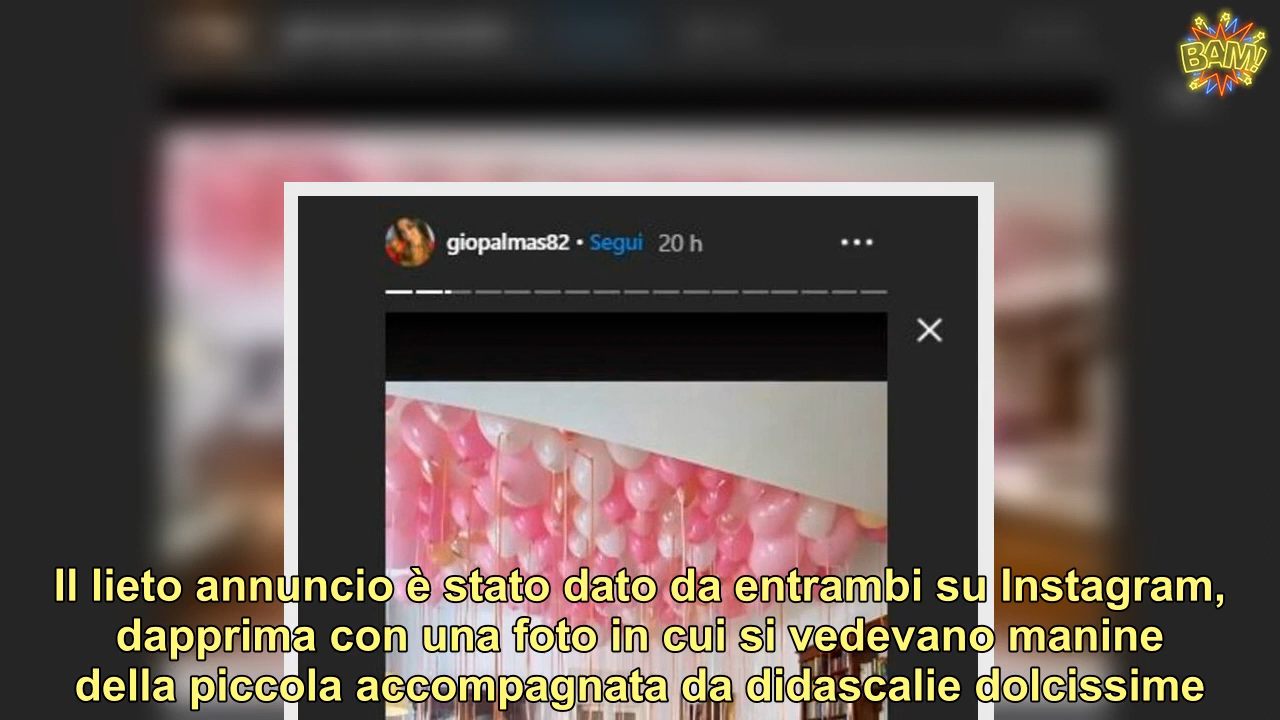 BAM!
giopalmas82 • Segui 20 h
Il lieto annuncio è stato dato da entrambi su Instagram,
dapprima con una foto in cui si vedevano manine
della piccola accompagnata da didascalie dolcissime